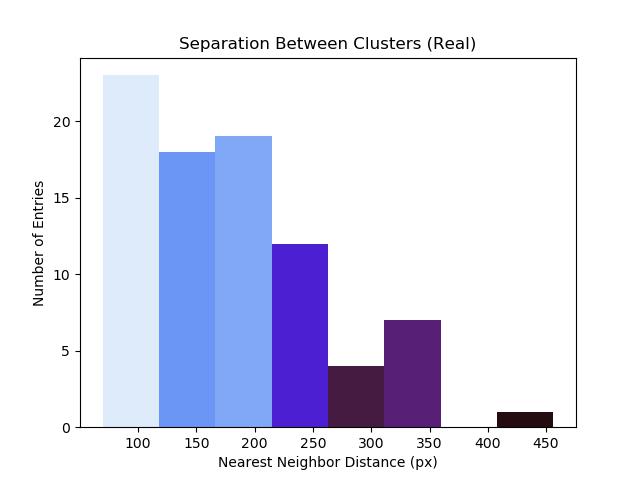 Separation Between Clusters (Real)
Number of Entries
20
15
10
5
0
100 150 200 250 300 350 400 450
Nearest Neighbor Distance (px)